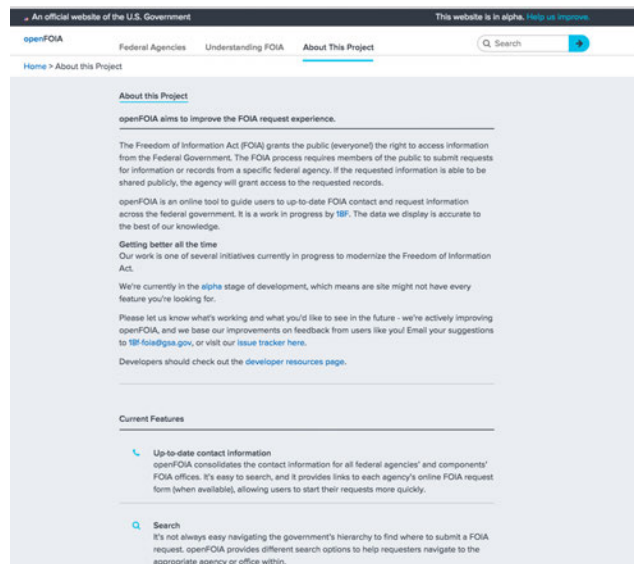 An official website of the U.S. Government
This website is in alpha. Help us improve.
openFOIA
Federal Agencies
Understanding FOIA
About This Project
Search
Home > About this Project
About this Project
openFOIA aims to improve the FOIA request experience.
The Freedom of Information Act (FOIA) grants the public (everyone!) the right to access information
from the Federal Government. The FOIA process requires members of the public to submit requests
for information or records from a specific federal agency. If the requested information is able to be
shared publicly, the agency will grant access to the requested records.
openFOIA is an online tool to guide users to up-to-date FOIA contact and request information
across the federal government. It is a work in progress by 18F. The data we display is accurate to
the best of our knowledge.
Getting better all the time
Our work is one of several initiatives currently in progress to modernize the Freedom of Information
Act.
We're currently in the alpha stage of development, which means are site might not have every
feature you're looking for.
Please let us know what's working and what you'd like to see in the future - we're actively improving
openFOIA, and we base our improvements on feedback from users like you! Email your suggestions
to 18f-foia@gsa.gov, or visit our issue tracker here.
Developers should check out the developer resources page.
Current Features
Up-to-date contact information
openFOIA consolidates the contact information for all federal agencies' and components'
FOIA offices. It's easy to search, and it provides links to each agency's online FOIA request
form (when available), allowing users to start their requests more quickly.
Search
It's not always easy navigating the government's hierarchy to find where to submit a FOIA
request. openFOIA provides different search options to help requesters navigate to the
appropriate agency or office within.